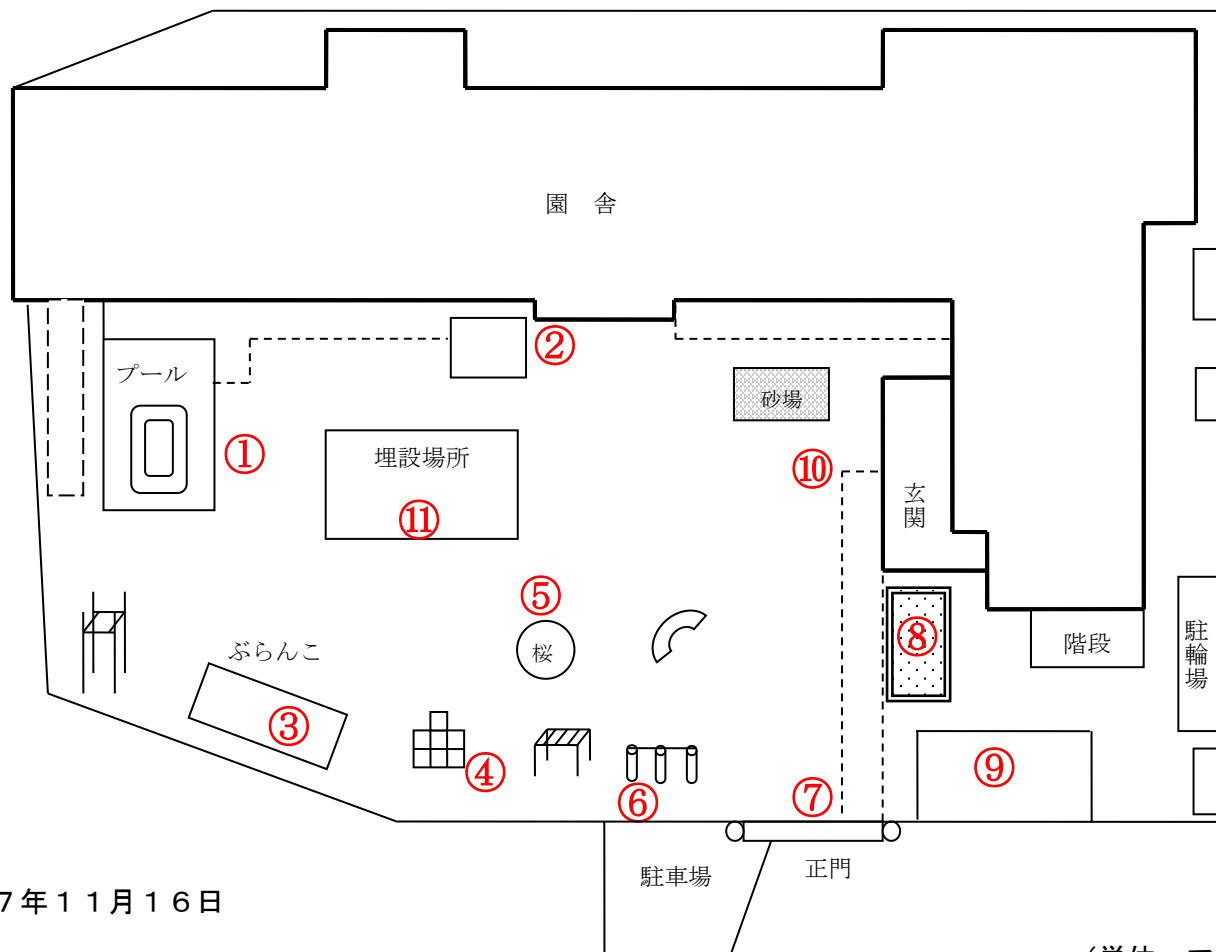 園 舎
②
プール
砂場
①
埋設場所
⑩
玄関
⑪
⑤
桜
ぶらんこ
⑧
階段
駐輪場
③
④
⑥
⑦
⑨
駐車場
正門
7年11月16日